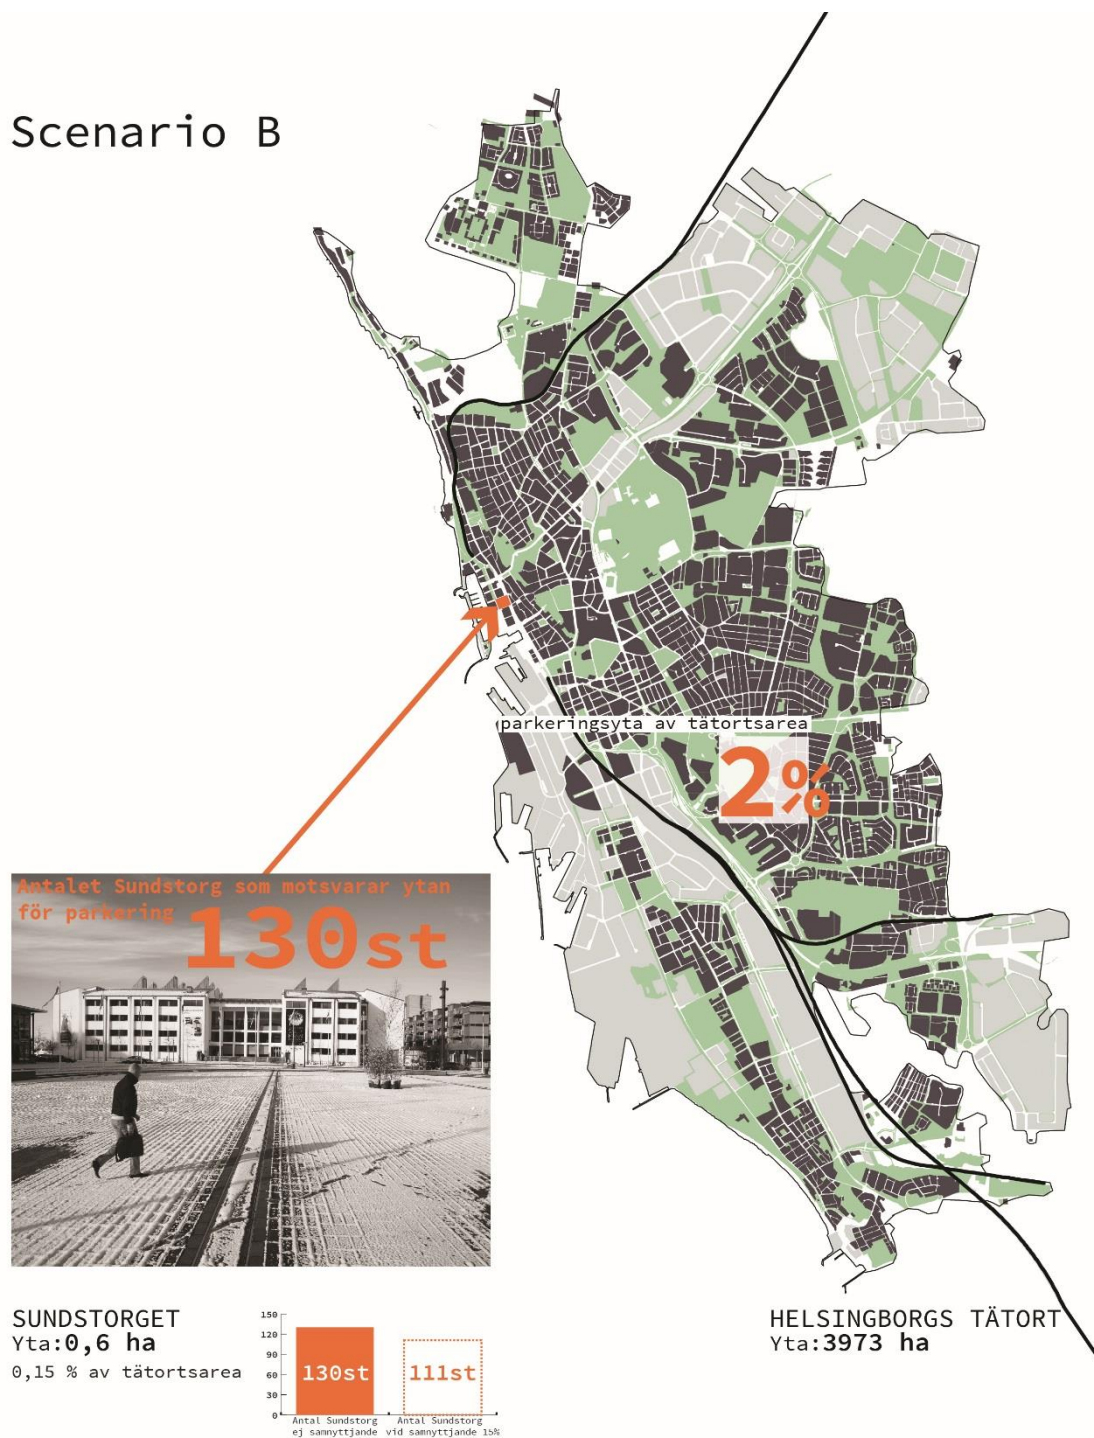 Scenario B
parkeringsyta av tätortsarea
2%
Antalet Sundstorg som motsvarar ytan
för parkering
130st
SUNDSTORGET
Yta:0,6 ha
0,15 % av tätortsarea
150
120
90
60
30
0
130st
111st
Antal Sundstorg
ej samnyttjande
Antal Sundstorg
vid samnyttjande 15%
HELSINGBORGS TÄTORT
Yta:3973 ha